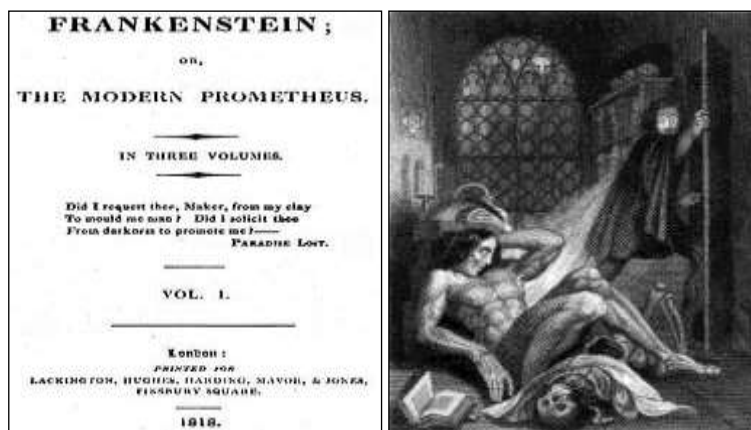 FRANKENSTEIN;
OR,
THE MODERN PROMETHEUS.
IN THREE VOLUMES.
Did I request thee, Maker, from my clay
To mould me man? Did I solicit thee
From darkness to promote me?——
PARADISE LOST.
VOL. I.
London:
PRINTED FOR
LACKINGTON, HUGHES, HARDING, MAVOR, & JONES,
FINSBURY SQUARE.
1818.